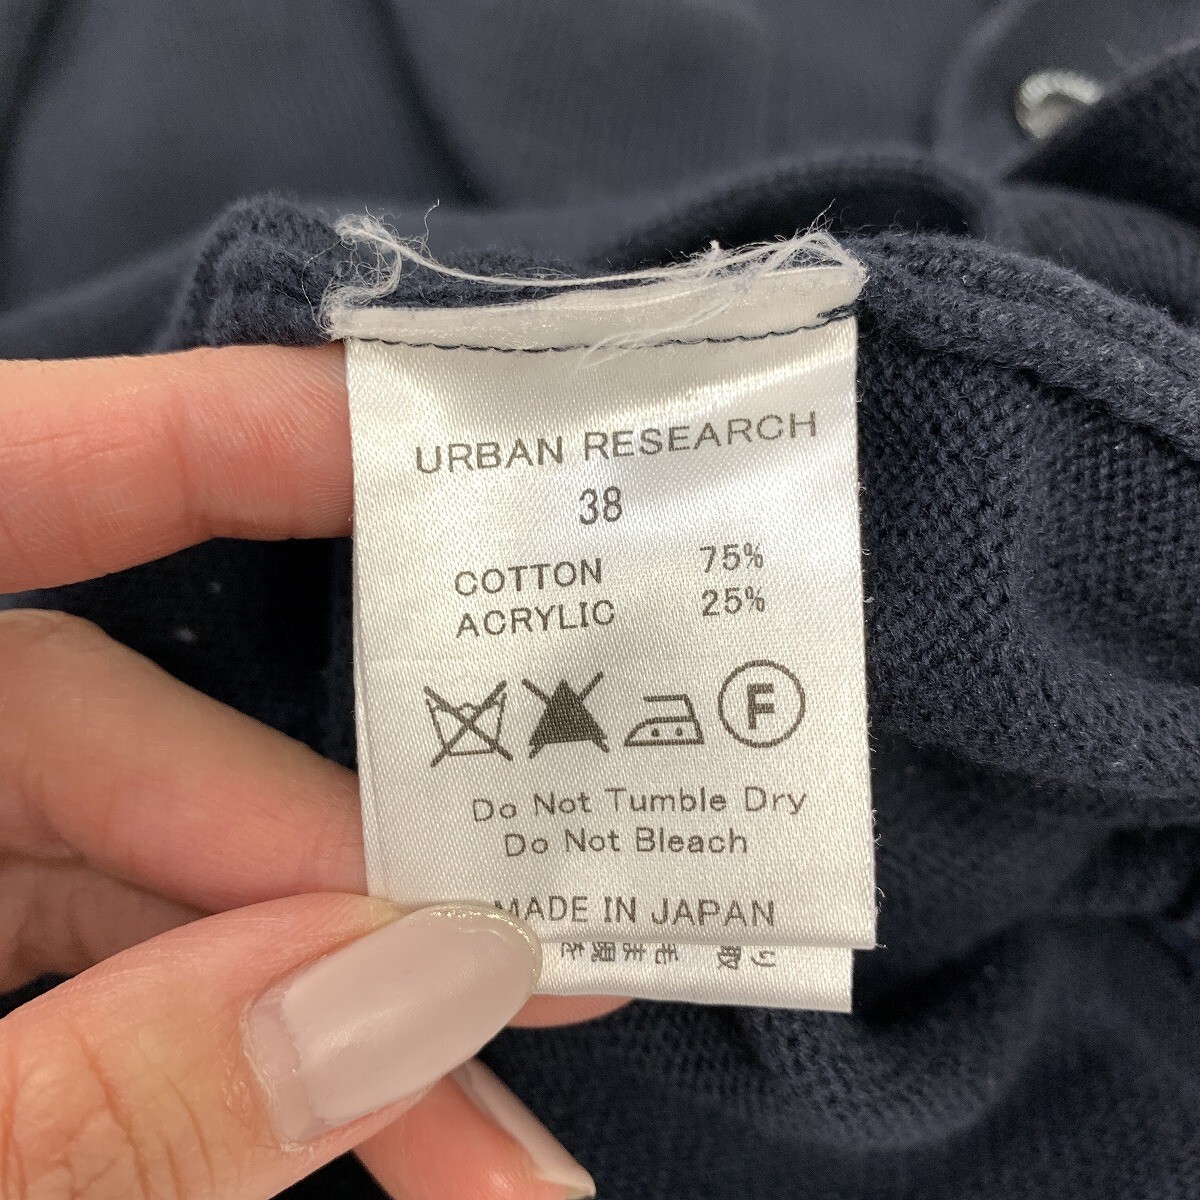 URBAN RESEARCH
38
COTTON 75%
ACRYLIC 25%
F
Do Not Tumble Dry
Do Not Bleach
MADE IN JAPAN